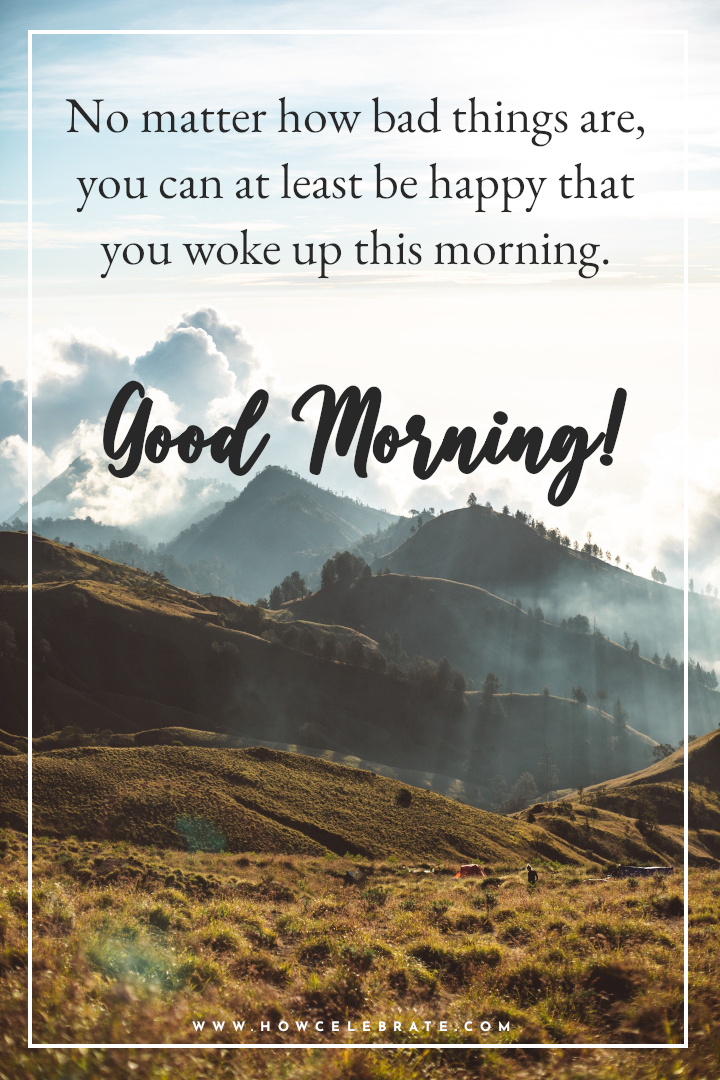 No matter how bad things are,
you can at least be happy that
you woke up this morning.
Good Morning!
WWW.HOWCELEBRATE.COM